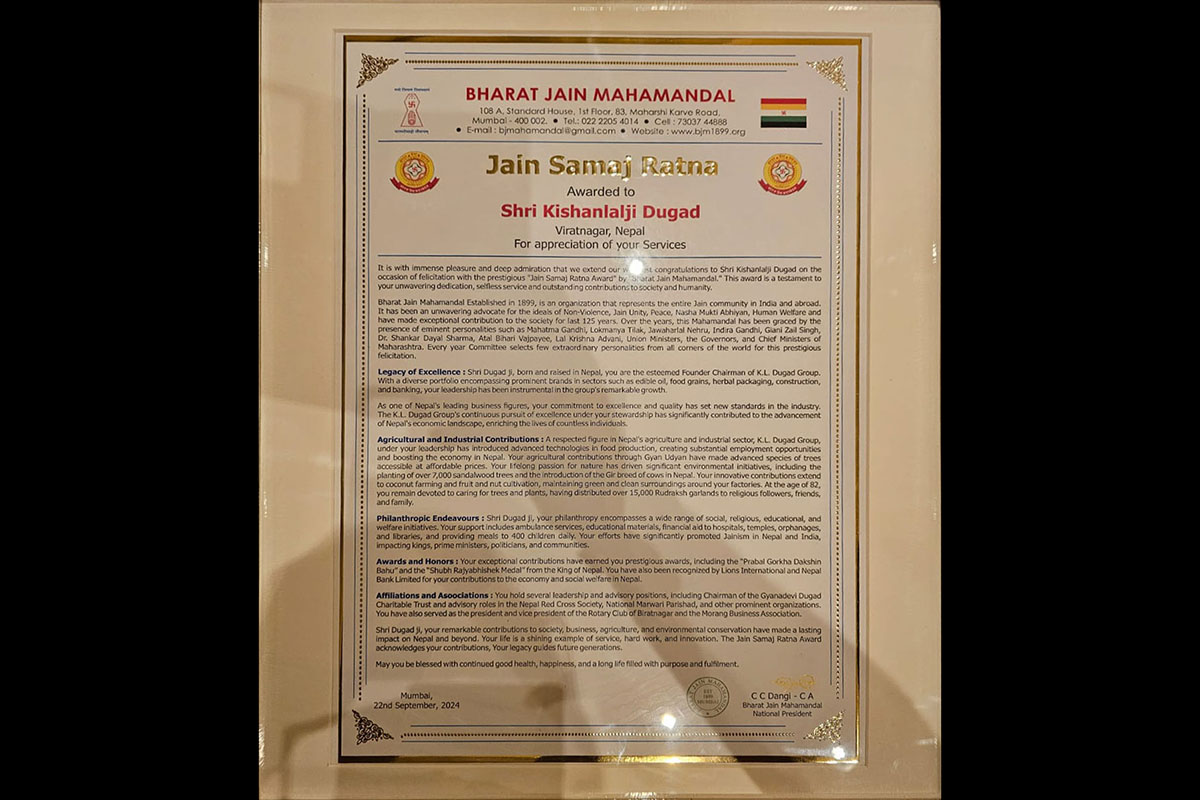 BHARAT JAIN MAHAMANDAL
108 A, Standard House, 1st Floor, 83, Maharshi Karve Road,
Mumbai - 400 002. ● Tel.: 022 2205 4014 ● Cell : 73037 44888
● E-mail : bjmahamandal@gmail.com ● Website : www.bjm1899.org
Jain Samaj Ratna
Awarded to
Shri Kishanlalji Dugad
Viratnagar, Nepal
For appreciation of your Services
It is with immense pleasure and deep admiration that we extend our congratulations to Shri Kishanlalji Dugad on the
occasion of felicitation with the prestigious "Jain Samaj Ratna Award" by "Bharat Jain Mahamandal." This award is a testament to
your unwavering dedication, selfless service and outstanding contributions to society and humanity.
Bharat Jain Mahamandal Established in 1899, is an organization that represents the entire Jain community in India and abroad.
It has been an unwavering advocate for the ideals of Non-Violence, Jain Unity, Peace, Nasha Mukti Abhiyan, Human Welfare and
have made exceptional contribution to the society for last 125 years. Over the years, this Mahamandal has been graced by the
presence of eminent personalities such as Mahatma Gandhi, Lokmanya Tilak, Jawaharlal Nehru, Indira Gandhi, Giani Zail Singh,
Dr. Shankar Dayal Sharma, Atal Bihari Vajpayee, Lal Krishna Advani, Union Ministers, the Governors, and Chief Ministers of
Maharashtra. Every year Committee selects few extraordinary personalities from all corners of the world for this prestigious
felicitation.
Legacy of Excellence : Shri Dugad ji, born and raised in Nepal, you are the esteemed Founder Chairman of K.L. Dugad Group.
With a diverse portfolio encompassing prominent brands in sectors such as edible oil, food grains, herbal packaging, construction,
and banking, your leadership has been instrumental in the group's remarkable growth.
As one of Nepal's leading business figures, your commitment to excellence and quality has set new standards in the industry.
The K.L. Dugad Group's continuous pursuit of excellence under your stewardship has significantly contributed to the advancement
of Nepal's economic landscape, enriching the lives of countless individuals.
Agricultural and Industrial Contributions : A respected figure in Nepal's agriculture and industrial sector, K.L. Dugad Group,
under your leadership has introduced advanced technologies in food production, creating substantial employment opportunities
and boosting the economy in Nepal. Your agricultural contributions through Gyan Udyan have made advanced species of trees
accessible at affordable prices. Your lifelong passion for nature has driven significant environmental initiatives, including the
planting of over 7,000 sandalwood trees and the introduction of the Gir breed of cows in Nepal. Your innovative contributions extend
to coconut farming and fruit and nut cultivation, maintaining green and clean surroundings around your factories. At the age of 82,
you remain devoted to caring for trees and plants, having distributed over 15,000 Rudraksh garlands to religious followers, friends,
and family.
Philanthropic Endeavours : Shri Dugad ji, your philanthropy encompasses a wide range of social, religious, educational, and
welfare initiatives. Your support includes ambulance services, educational materials, financial aid to hospitals, temples, orphanages,
and libraries, and providing meals to 400 children daily. Your efforts have significantly promoted Jainism in Nepal and India,
impacting kings, prime ministers, politicians, and communities.
Awards and Honors : Your exceptional contributions have earned you prestigious awards, including the "Prabal Gorkha Dakshin
Bahu" and the "Shubh Rajyabhishek Medal" from the King of Nepal. You have also been recognized by Lions International and Nepal
Bank Limited for your contributions to the economy and social welfare in Nepal.
Affiliations and Asociations : You hold several leadership and advisory positions, including Chairman of the Gyanadevi Dugad
Charitable Trust and advisory roles in the Nepal Red Cross Society, National Marwari Parishad, and other prominent organizations.
You have also served as the president and vice president of the Rotary Club of Biratnagar and the Morang Business Association.
Shri Dugad ji, your remarkable contributions to society, business, agriculture, and environmental conservation have made a lasting
impact on Nepal and beyond. Your life is a shining example of service, hard work, and innovation. The Jain Samaj Ratna Award
acknowledges your contributions, Your legacy guides future generations.
May you be blessed with continued good health, happiness, and a long life filled with purpose and fulfilment.
Mumbai,
22nd September, 2024
C C Dangi - C A
Bharat Jain Mahamandal
National President